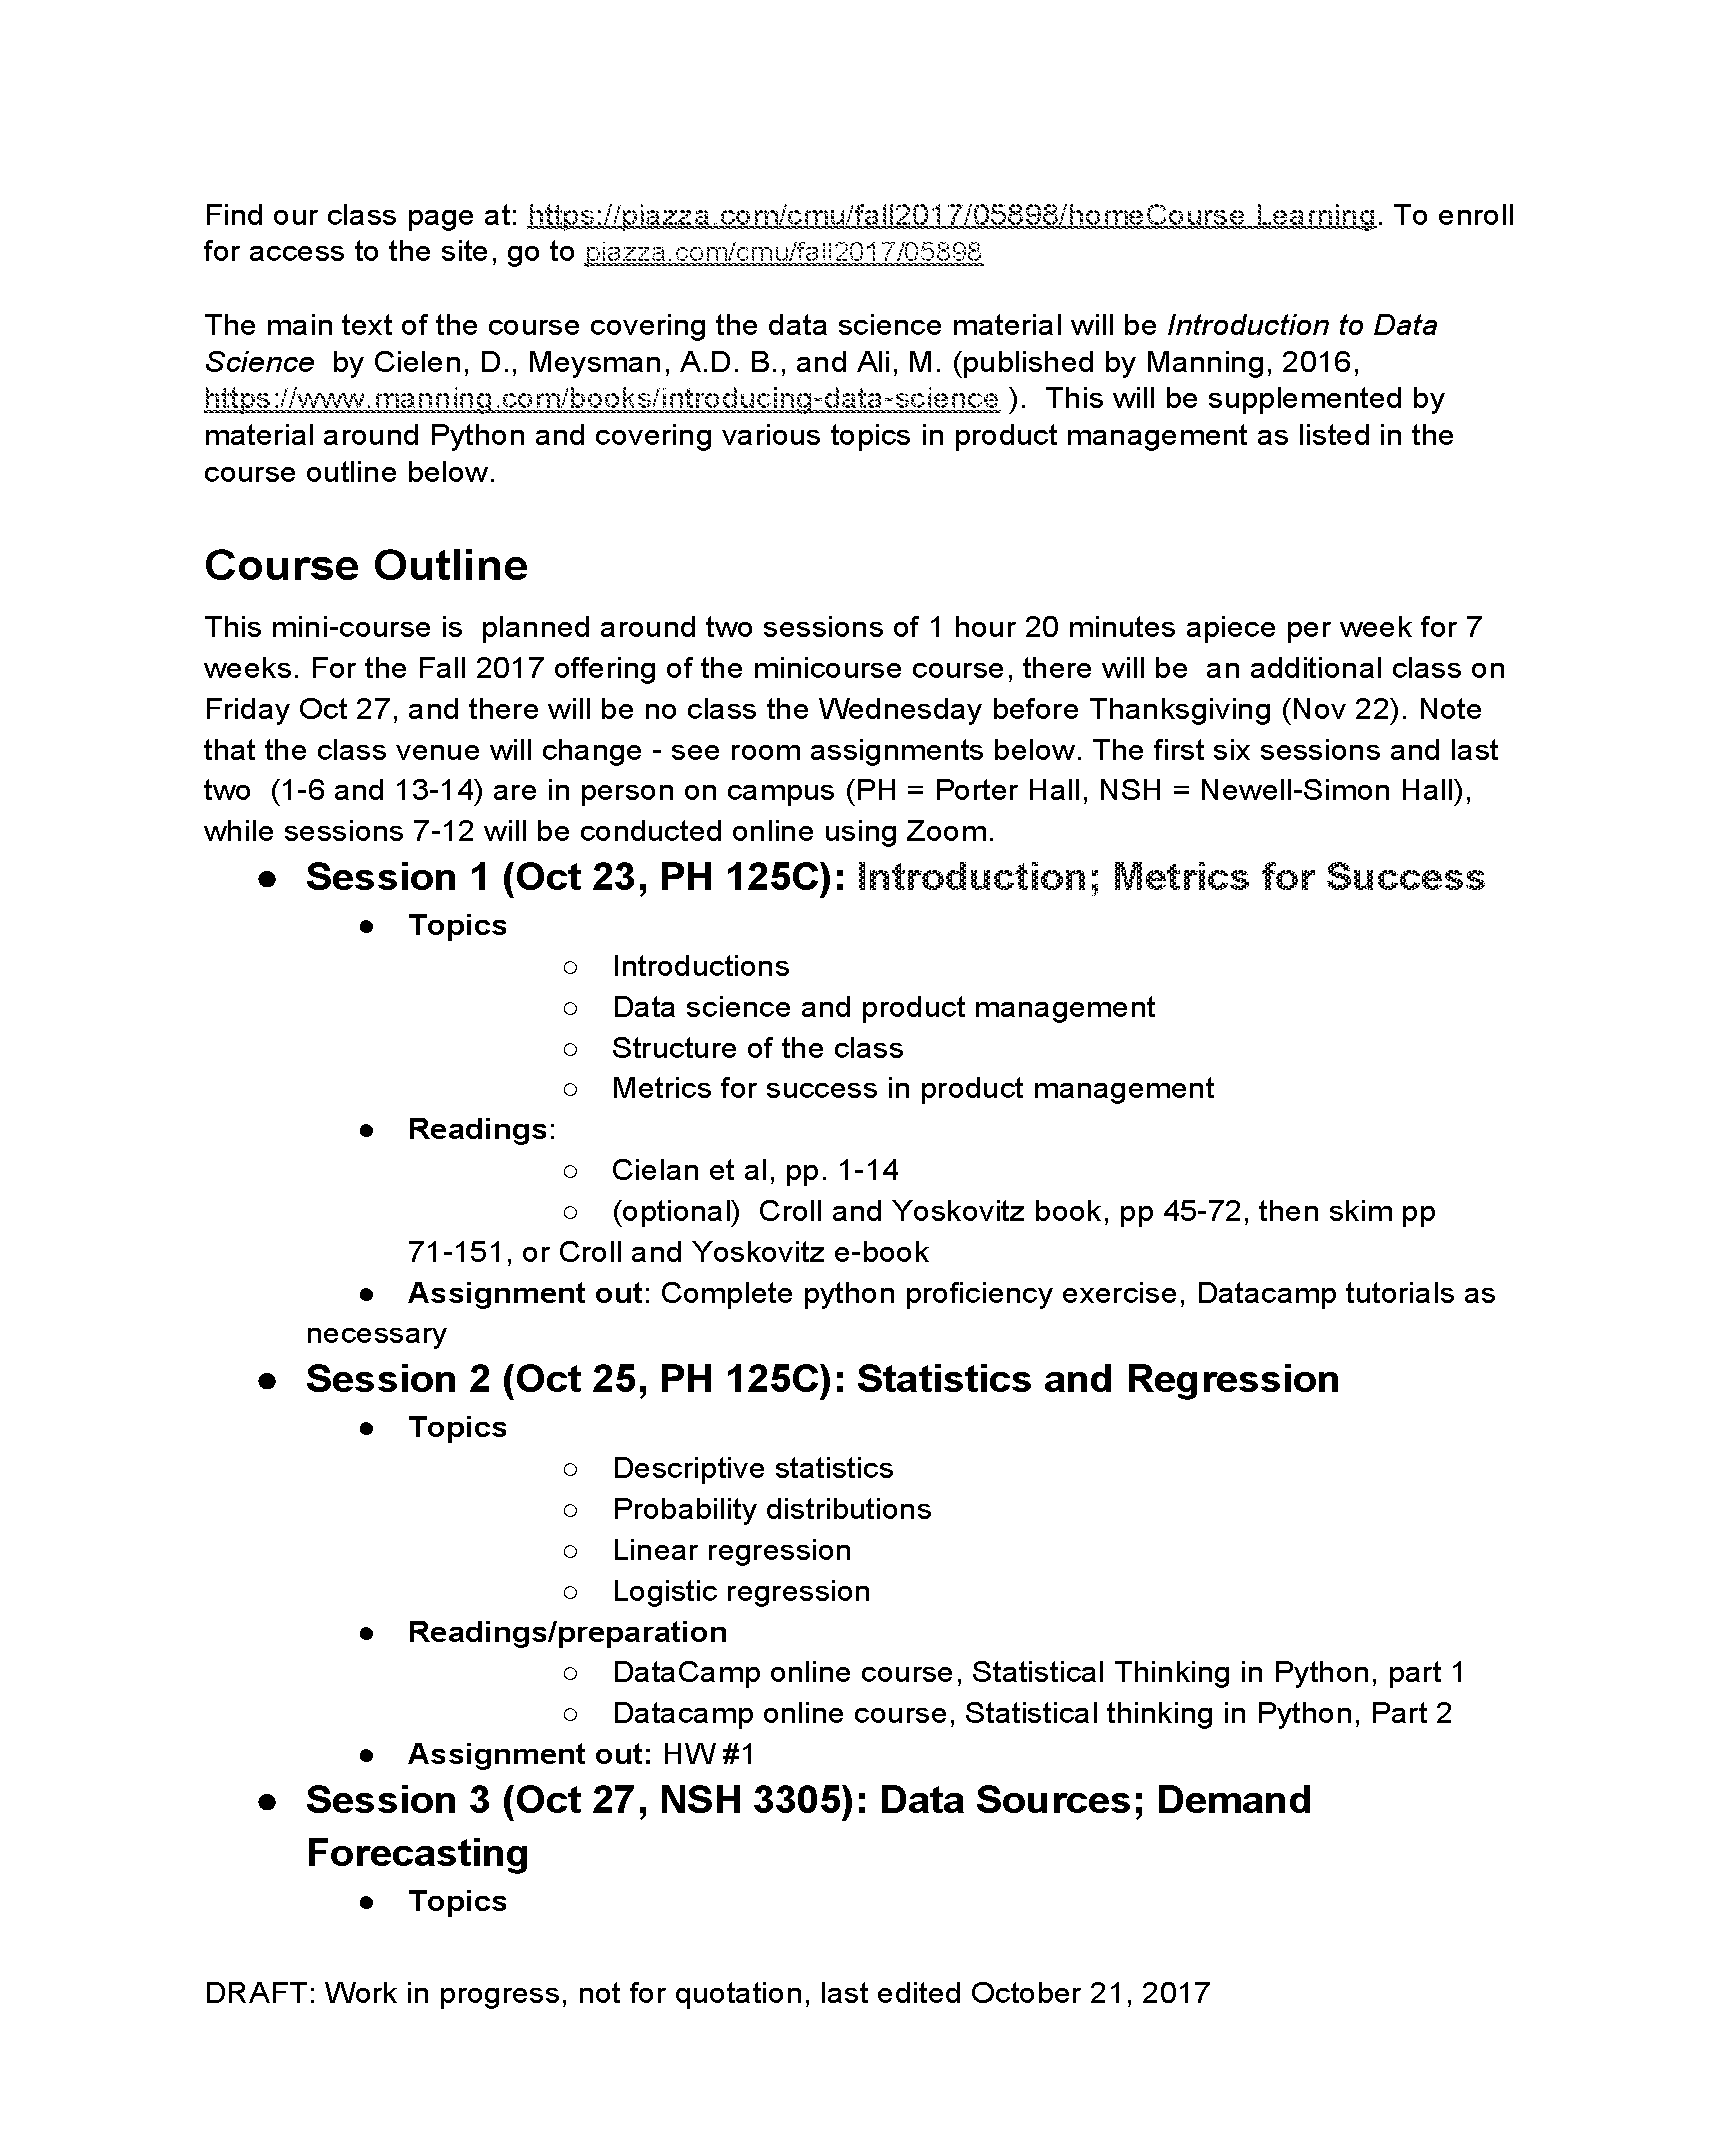 Find our class page at: https://piazza.com/cmu/fall2017/05898/homeCourse Learning. To enroll
for access to the site, go to piazza.com/cmu/fall2017/05898
The main text of the course covering the data science material will be Introduction to Data
Science  by Cielen, D., Meysman, A.D. B., and Ali, M. (published by Manning, 2016,
https://www.manning.com/books/introducing-data-science ).  This will be supplemented by
material around Python and covering various topics in product management as listed in the
course outline below.
Course Outline
This mini-course is  planned around two sessions of 1 hour 20 minutes apiece per week for 7
weeks. For the Fall 2017 offering of the minicourse course, there will be  an additional class on
Friday Oct 27, and there will be no class the Wednesday before Thanksgiving (Nov 22). Note
that the class venue will change - see room assignments below. The first six sessions and last
two  (1-6 and 13-14) are in person on campus (PH = Porter Hall, NSH = Newell-Simon Hall),
while sessions 7-12 will be conducted online using Zoom.
● Session 1 (Oct 23, PH 125C): Introduction; Metrics for Success
● Topics
○ Introductions
○ Data science and product management
○ Structure of the class
○ Metrics for success in product management
● Readings:
○ Cielan et al, pp. 1-14
○ (optional)  Croll and Yoskovitz book, pp 45-72, then skim pp
71-151, or Croll and Yoskovitz e-book
● Assignment out: Complete python proficiency exercise, Datacamp tutorials as
necessary
● Session 2 (Oct 25, PH 125C): Statistics and Regression
● Topics
○ Descriptive statistics
○ Probability distributions
○ Linear regression
○ Logistic regression
● Readings/preparation
○ DataCamp online course, Statistical Thinking in Python, part 1
○ Datacamp online course, Statistical thinking in Python, Part 2
● Assignment out: HW #1
● Session 3 (Oct 27, NSH 3305): Data Sources; Demand
Forecasting
● Topics
DRAFT: Work in progress, not for quotation, last edited October 21, 2017